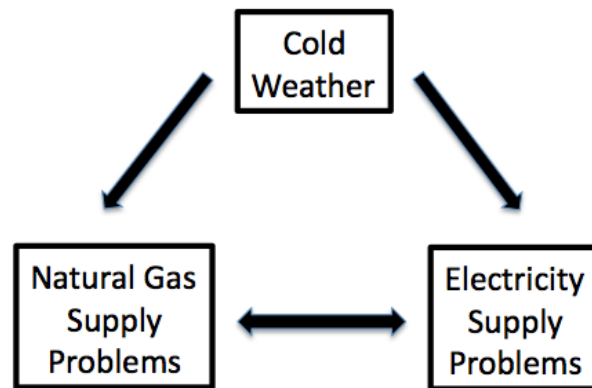 Cold
Weather
Natural Gas
Supply
Problems
Electricity
Supply
Problems